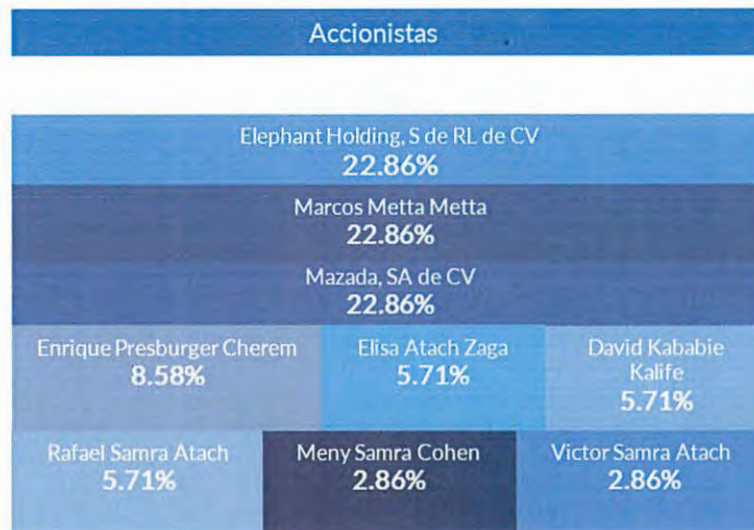 Accionistas
Elephant Holding, S de RL de CV
22.86%
Marcos Metta Metta
22.86%
Mazada, SA de CV
22.86%
Enrique Presburger Cherem
8.58%
Elisa Atach Zaga
5.71%
David Kababie
Kalife
5.71%
Rafael Samra Atach
5.71%
Meny Samra Cohen
2.86%
Victor Samra Atach
2.86%